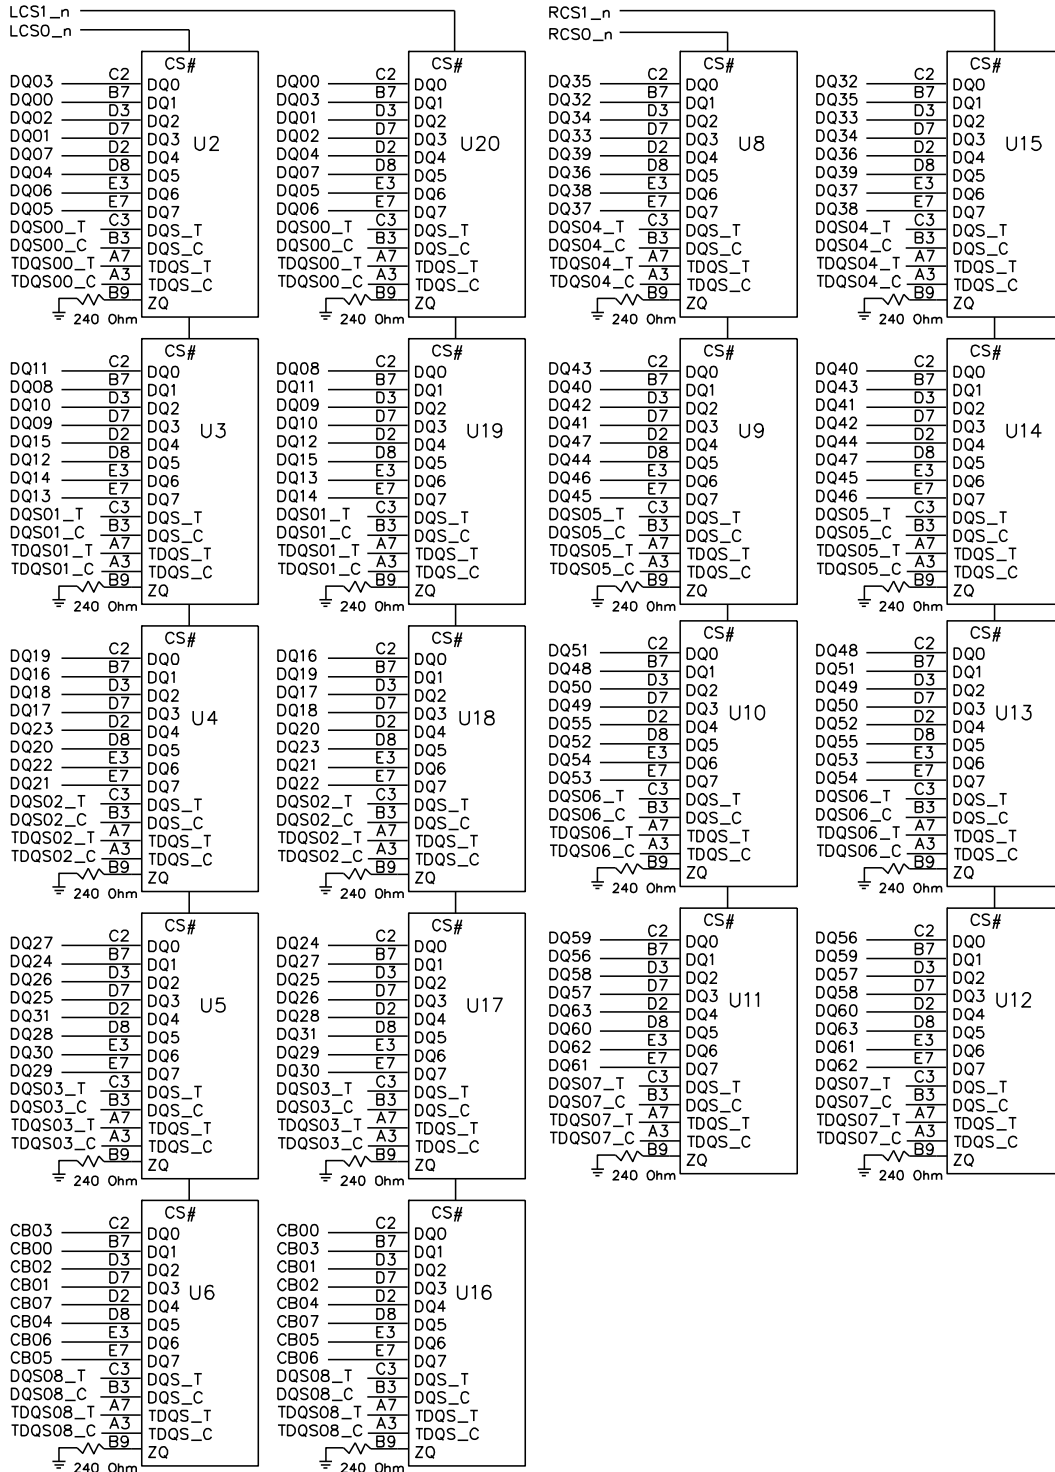 LCS1_n
LCS0_n
CS#
DQ03 C2 DQ0
DQ00 B7 DQ1
DQ02 D3 DQ2
DQ01 D7 DQ3 U2
DQ07 D2 DQ4
DQ04 D8 DQ5
DQ06 E3 DQ6
DQ05 E7 DQ7
DQS00_T C3 DQS_T
DQS00_C B3 DQS_C
TDQS00_T A7 TDQS_T
TDQS00_C A3 TDQS_C
B9 ZQ
240 Ohm
CS#
DQ11 C2 DQ0
DQ08 B7 DQ1
DQ10 D3 DQ2
DQ09 D7 DQ3 U3
DQ15 D2 DQ4
DQ12 D8 DQ5
DQ14 E3 DQ6
DQ13 E7 DQ7
DQS01_T C3 DQS_T
DQS01_C B3 DQS_C
TDQS01_T A7 TDQS_T
TDQS01_C A3 TDQS_C
B9 ZQ
240 Ohm
CS#
DQ19 C2 DQ0
DQ16 B7 DQ1
DQ18 D3 DQ2
DQ17 D7 DQ3 U4
DQ23 D2 DQ4
DQ20 D8 DQ5
DQ22 E3 DQ6
DQ21 E7 DQ7
DQS02_T C3 DQS_T
DQS02_C B3 DQS_C
TDQS02_T A7 TDQS_T
TDQS02_C A3 TDQS_C
B9 ZQ
240 Ohm
CS#
DQ27 C2 DQ0
DQ24 B7 DQ1
DQ26 D3 DQ2
DQ25 D7 DQ3 U5
DQ31 D2 DQ4
DQ28 D8 DQ5
DQ30 E3 DQ6
DQ29 E7 DQ7
DQS03_T C3 DQS_T
DQS03_C B3 DQS_C
TDQS03_T A7 TDQS_T
TDQS03_C A3 TDQS_C
B9 ZQ
240 Ohm
CS#
CB03 C2 DQ0
CB00 B7 DQ1
CB02 D3 DQ2
CB01 D7 DQ3 U6
CB07 D2 DQ4
CB04 D8 DQ5
CB06 E3 DQ6
CB05 E7 DQ7
DQS08_T C3 DQS_T
DQS08_C B3 DQS_C
TDQS08_T A7 TDQS_T
TDQS08_C A3 TDQS_C
B9 ZQ
240 Ohm
CS#
DQ00 C2 DQ0
DQ03 B7 DQ1
DQ01 D3 DQ2
DQ02 D7 DQ3 U20
DQ04 D2 DQ4
DQ07 D8 DQ5
DQ05 E3 DQ6
DQ06 E7 DQ7
DQS00_T C3 DQS_T
DQS00_C B3 DQS_C
TDQS00_T A7 TDQS_T
TDQS00_C A3 TDQS_C
B9 ZQ
240 Ohm
CS#
DQ08 C2 DQ0
DQ11 B7 DQ1
DQ09 D3 DQ2
DQ10 D7 DQ3 U19
DQ12 D2 DQ4
DQ15 D8 DQ5
DQ13 E3 DQ6
DQ14 E7 DQ7
DQS01_T C3 DQS_T
DQS01_C B3 DQS_C
TDQS01_T A7 TDQS_T
TDQS01_C A3 TDQS_C
B9 ZQ
240 Ohm
CS#
DQ16 C2 DQ0
DQ19 B7 DQ1
DQ17 D3 DQ2
DQ18 D7 DQ3 U18
DQ20 D2 DQ4
DQ23 D8 DQ5
DQ21 E3 DQ6
DQ22 E7 DQ7
DQS02_T C3 DQS_T
DQS02_C B3 DQS_C
TDQS02_T A7 TDQS_T
TDQS02_C A3 TDQS_C
B9 ZQ
240 Ohm
CS#
DQ24 C2 DQ0
DQ27 B7 DQ1
DQ25 D3 DQ2
DQ26 D7 DQ3 U17
DQ28 D2 DQ4
DQ31 D8 DQ5
DQ29 E3 DQ6
DQ30 E7 DQ7
DQS03_T C3 DQS_T
DQS03_C B3 DQS_C
TDQS03_T A7 TDQS_T
TDQS03_C A3 TDQS_C
B9 ZQ
240 Ohm
CS#
CB00 C2 DQ0
CB03 B7 DQ1
CB01 D3 DQ2
CB02 D7 DQ3 U16
CB04 D2 DQ4
CB07 D8 DQ5
CB05 E3 DQ6
CB06 E7 DQ7
DQS08_T C3 DQS_T
DQS08_C B3 DQS_C
TDQS08_T A7 TDQS_T
TDQS08_C A3 TDQS_C
B9 ZQ
240 Ohm
RCS1_n
RCS0_n
CS#
DQ35 C2 DQ0
DQ32 B7 DQ1
DQ34 D3 DQ2
DQ33 D7 DQ3 U8
DQ39 D2 DQ4
DQ36 D8 DQ5
DQ38 E3 DQ6
DQ37 E7 DQ7
DQS04_T C3 DQS_T
DQS04_C B3 DQS_C
TDQS04_T A7 TDQS_T
TDQS04_C A3 TDQS_C
B9 ZQ
240 Ohm
CS#
DQ43 C2 DQ0
DQ40 B7 DQ1
DQ42 D3 DQ2
DQ41 D7 DQ3 U9
DQ47 D2 DQ4
DQ44 D8 DQ5
DQ46 E3 DQ6
DQ45 E7 DQ7
DQS05_T C3 DQS_T
DQS05_C B3 DQS_C
TDQS05_T A7 TDQS_T
TDQS05_C A3 TDQS_C
B9 ZQ
240 Ohm
CS#
DQ51 C2 DQ0
DQ48 B7 DQ1
DQ50 D3 DQ2
DQ49 D7 DQ3 U10
DQ55 D2 DQ4
DQ52 D8 DQ5
DQ54 E3 DQ6
DQ53 E7 DQ7
DQS06_T C3 DQS_T
DQS06_C B3 DQS_C
TDQS06_T A7 TDQS_T
TDQS06_C A3 TDQS_C
B9 ZQ
240 Ohm
CS#
DQ59 C2 DQ0
DQ56 B7 DQ1
DQ58 D3 DQ2
DQ57 D7 DQ3 U11
DQ63 D2 DQ4
DQ60 D8 DQ5
DQ62 E3 DQ6
DQ61 E7 DQ7
DQS07_T C3 DQS_T
DQS07_C B3 DQS_C
TDQS07_T A7 TDQS_T
TDQS07_C A3 TDQS_C
B9 ZQ
240 Ohm
CS#
DQ32 C2 DQ0
DQ35 B7 DQ1
DQ33 D3 DQ2
DQ34 D7 DQ3 U15
DQ36 D2 DQ4
DQ39 D8 DQ5
DQ37 E3 DQ6
DQ38 E7 DQ7
DQS04_T C3 DQS_T
DQS04_C B3 DQS_C
TDQS04_T A7 TDQS_T
TDQS04_C A3 TDQS_C
B9 ZQ
240 Ohm
CS#
DQ40 C2 DQ0
DQ43 B7 DQ1
DQ41 D3 DQ2
DQ42 D7 DQ3 U14
DQ44 D2 DQ4
DQ47 D8 DQ5
DQ45 E3 DQ6
DQ46 E7 DQ7
DQS05_T C3 DQS_T
DQS05_C B3 DQS_C
TDQS05_T A7 TDQS_T
TDQS05_C A3 TDQS_C
B9 ZQ
240 Ohm
CS#
DQ48 C2 DQ0
DQ51 B7 DQ1
DQ49 D3 DQ2
DQ50 D7 DQ3 U13
DQ52 D2 DQ4
DQ55 D8 DQ5
DQ53 E3 DQ6
DQ54 E7 DQ7
DQS06_T C3 DQS_T
DQS06_C B3 DQS_C
TDQS06_T A7 TDQS_T
TDQS06_C A3 TDQS_C
B9 ZQ
240 Ohm
CS#
DQ56 C2 DQ0
DQ59 B7 DQ1
DQ57 D3 DQ2
DQ58 D7 DQ3 U12
DQ60 D2 DQ4
DQ63 D8 DQ5
DQ61 E3 DQ6
DQ62 E7 DQ7
DQS07_T C3 DQS_T
DQS07_C B3 DQS_C
TDQS07_T A7 TDQS_T
TDQS07_C A3 TDQS_C
B9 ZQ
240 Ohm